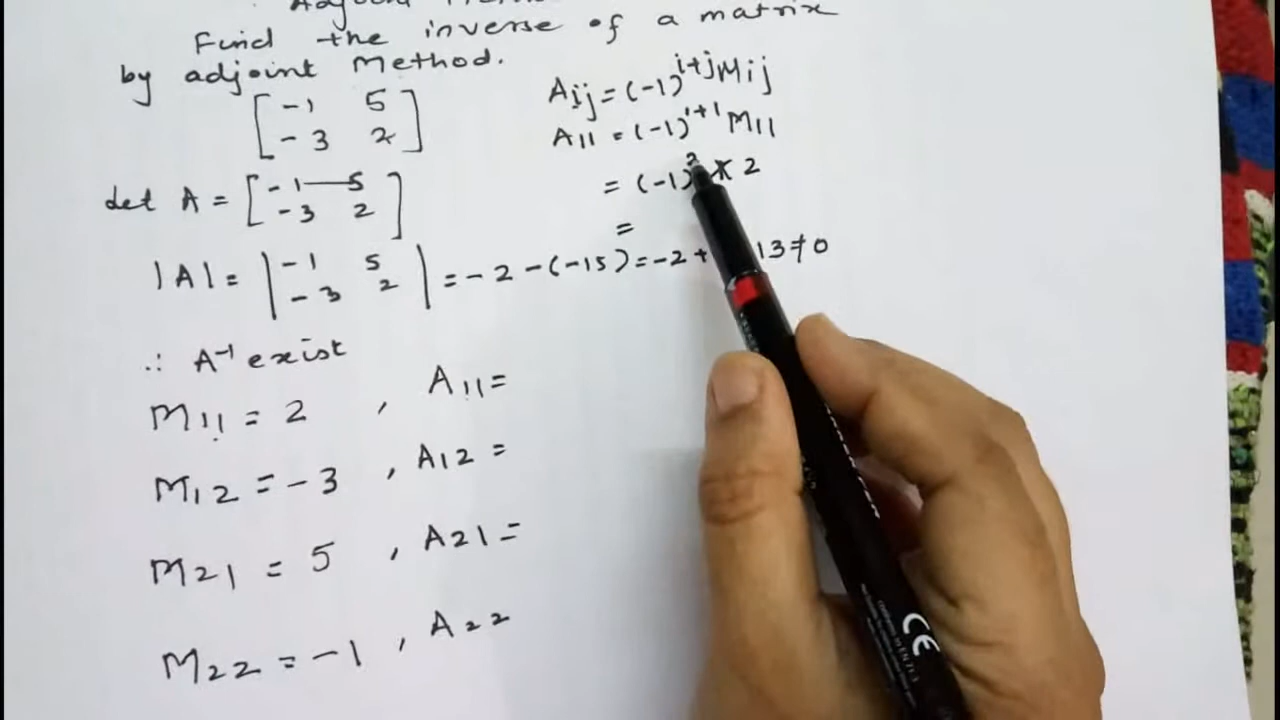 Find the inverse of a matrix
by adjoint Method.
[-1 5
-3 2]
det A = [-1 5
-3 2]
|A| = |-1 5
-3 2| = -2 -(-15) = -2 + 13 ≠ 0
∴ A⁻¹ exist
M11 = 2 , A11 =
M12 = -3 , A12 =
M21 = 5 , A21 =
M22 = -1 , A22
Aij = (-1)^i+j Mij
A11 = (-1)^1+1 M11
= (-1)^2 × 2
=
CE